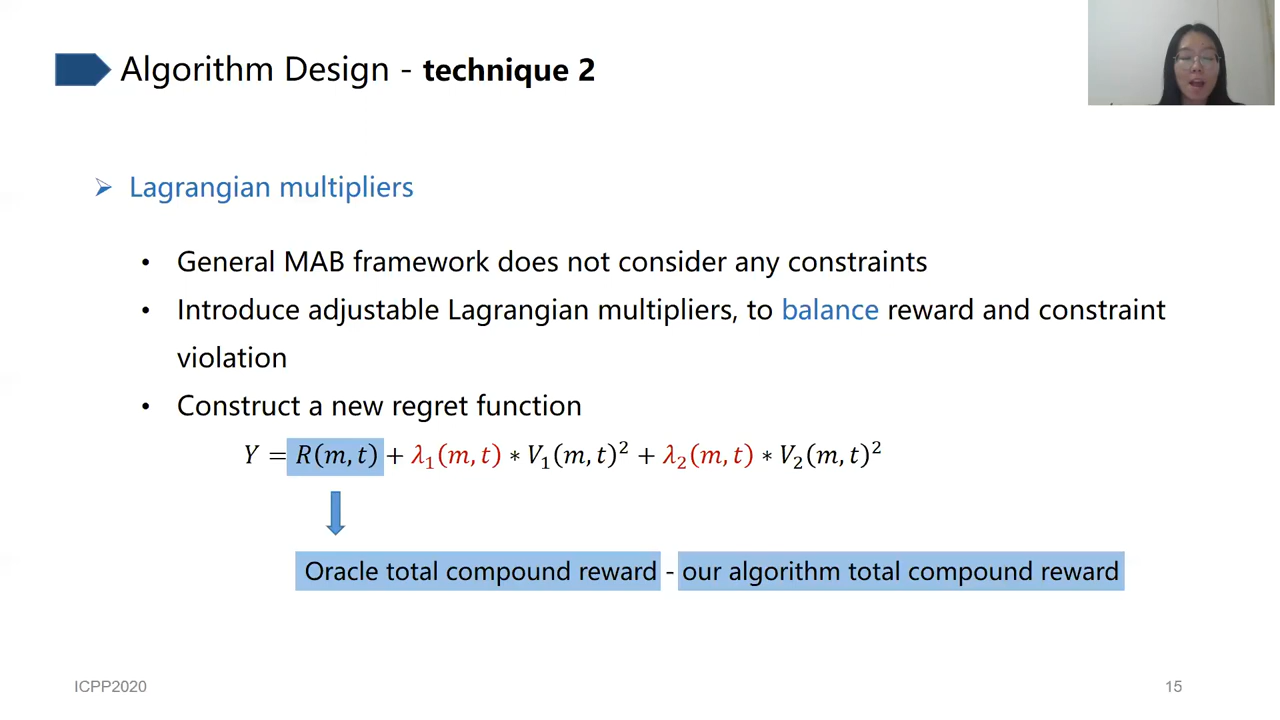 Algorithm Design - technique 2
Lagrangian multipliers
• General MAB framework does not consider any constraints
• Introduce adjustable Lagrangian multipliers, to balance reward and constraint
violation
• Construct a new regret function
Y = R(m, t) + λ₁(m, t) ∗ V₁(m, t)² + λ₂(m, t) ∗ V₂(m, t)²
Oracle total compound reward - our algorithm total compound reward
ICPP2020
15